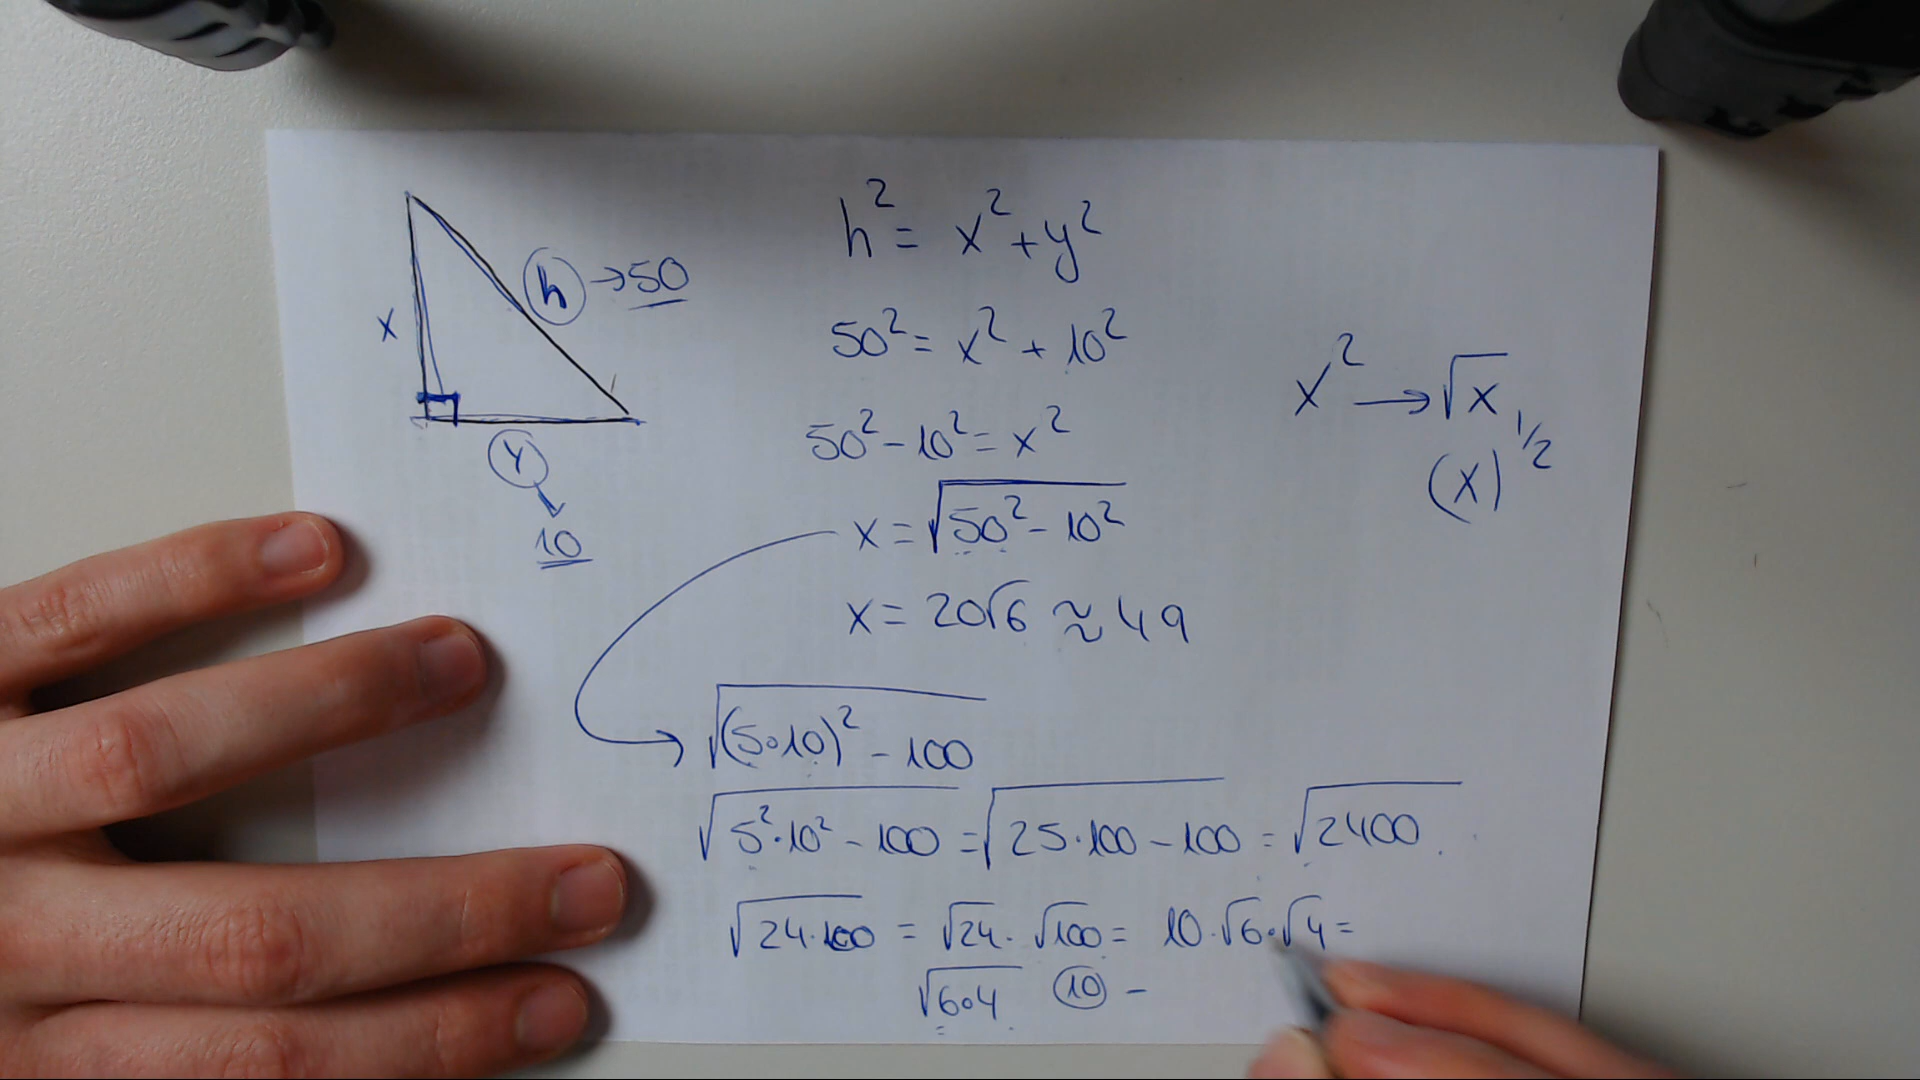 h² = x² + y²
h → 50
x
50² = x² + 10²
x² → √x
(x)^1/2
50² - 10² = x²
y
10
x = √50² - 10²
x = 20√6 ≈ 49
√(5·10)² - 100
√5²·10² - 100 = √25·100 - 100 = √2400
√24·100 = √24 · √100 = 10·√6·√4 =
√6·4 10 -